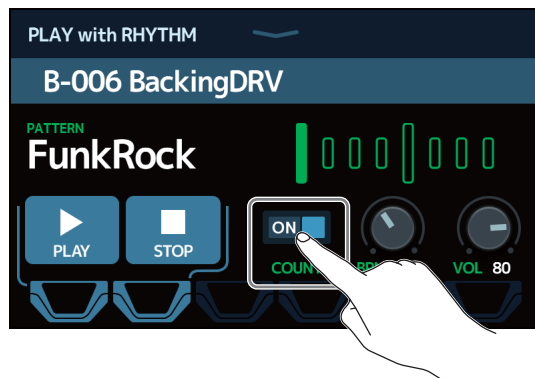 PLAY with RHYTHM
B-006 BackingDRV
PATTERN
FunkRock
ON
PLAY
STOP
VOL 80